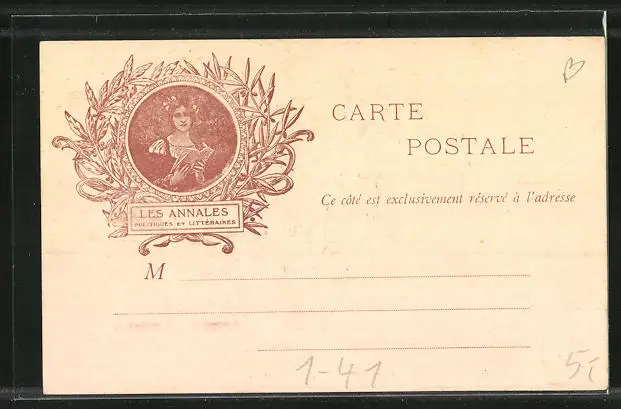 B
CARTE
POSTALE
LES ANNALES
POLITIQUES ET LITTÉRAIRES
Ce côté est exclusivement réservé à l'adresse
M
1-41
5,-